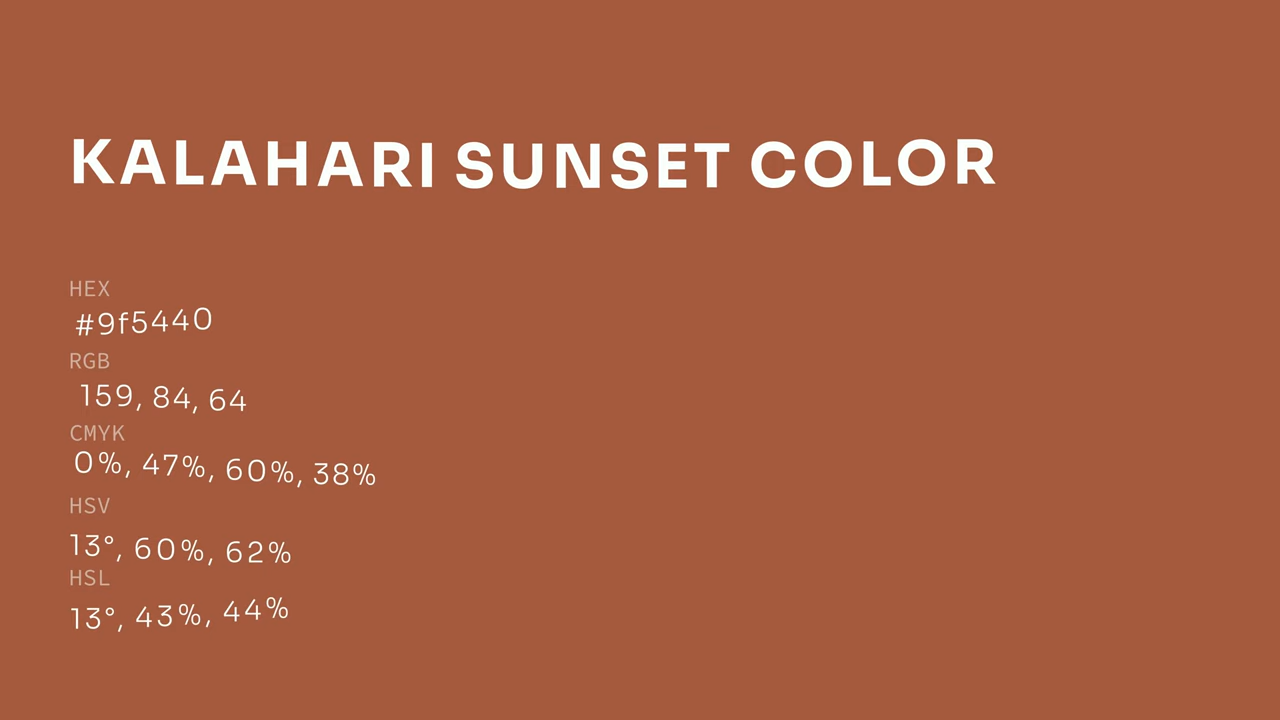 KALAHARI SUNSET COLOR
HEX
#9f5440
RGB
159, 84, 64
CMYK
0%, 47%, 60%, 38%
HSV
13°, 60%, 62%
HSL
13°, 43%, 44%